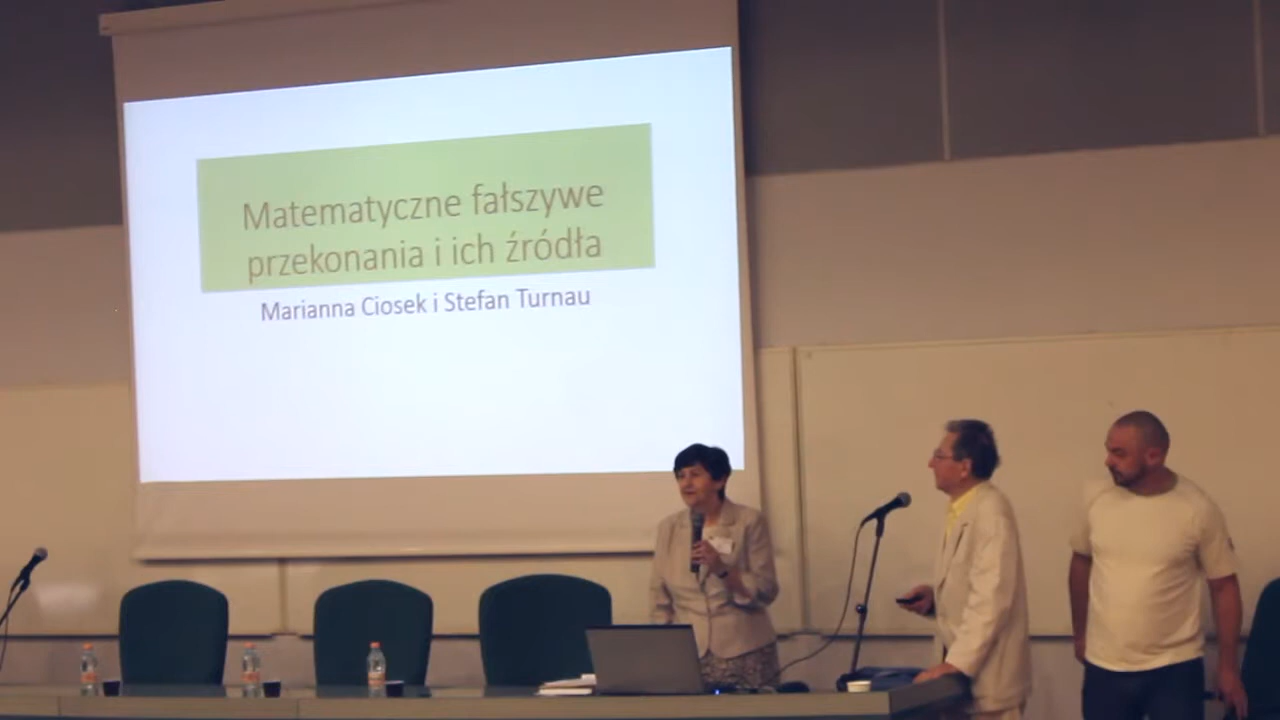 Matematyczne fałszywe
przekonania i ich źródła
Marianna Ciosek i Stefan Turnau